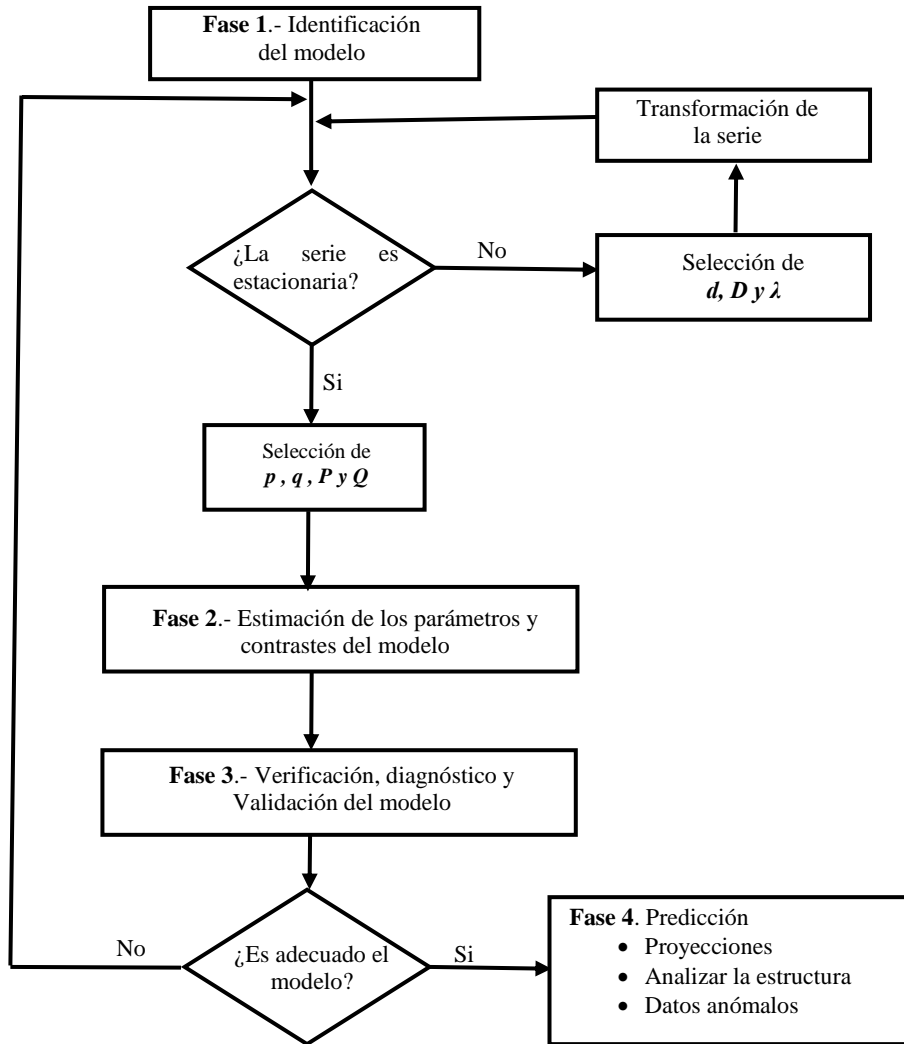 Fase 1.- Identificación
del modelo
Transformación de
la serie
¿La serie es
estacionaria?
No
Selección de
d, D y λ
Si
Selección de
p , q , P y Q
Fase 2.- Estimación de los parámetros y
contrastes del modelo
Fase 3.- Verificación, diagnóstico y
Validación del modelo
¿Es adecuado el
modelo?
No
Si
Fase 4. Predicción
• Proyecciones
• Analizar la estructura
• Datos anómalos